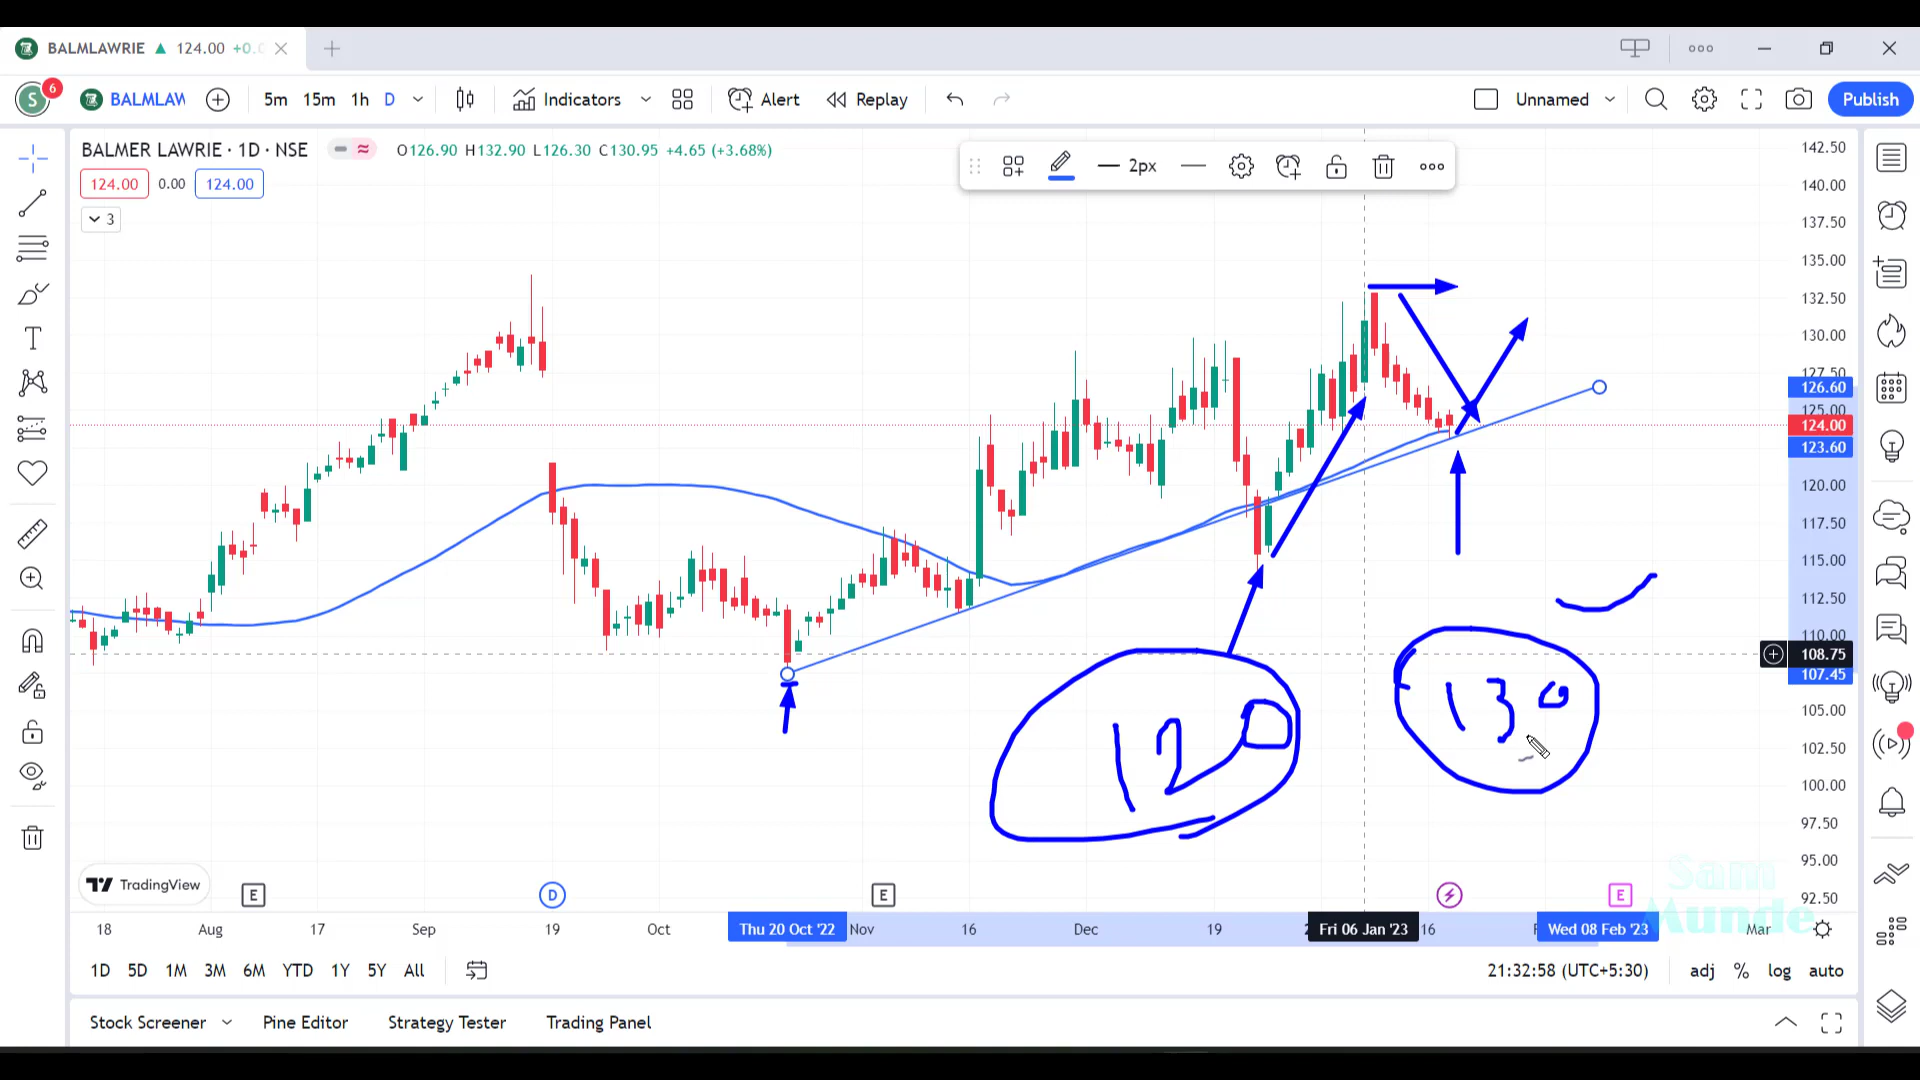 BALMLAWRIE ▲ 124.00 +0.
S 6 BALMLAW 5m 15m 1h D Indicators Alert Replay Unnamed Publish
BALMER LAWRIE · 1D · NSE O126.90 H132.90 L126.30 C130.95 +4.65 (+3.68%)
2px
124.00 0.00 124.00
3
142.50
140.00
137.50
135.00
132.50
130.00
127.50
126.60
125.00
124.00
123.60
120.00
117.50
115.00
112.50
110.00
108.75
107.45
105.00
102.50
100.00
97.50
95.00
92.50
120
130
TradingView
E D E E
Sam
Munde
18 Aug 17 Sep 19 Oct Thu 20 Oct '22 Nov 16 Dec 19 Fri 06 Jan '23 16 Wed 08 Feb '23 Mar
1D 5D 1M 3M 6M YTD 1Y 5Y All 21:32:58 (UTC+5:30) adj % log auto
Stock Screener Pine Editor Strategy Tester Trading Panel